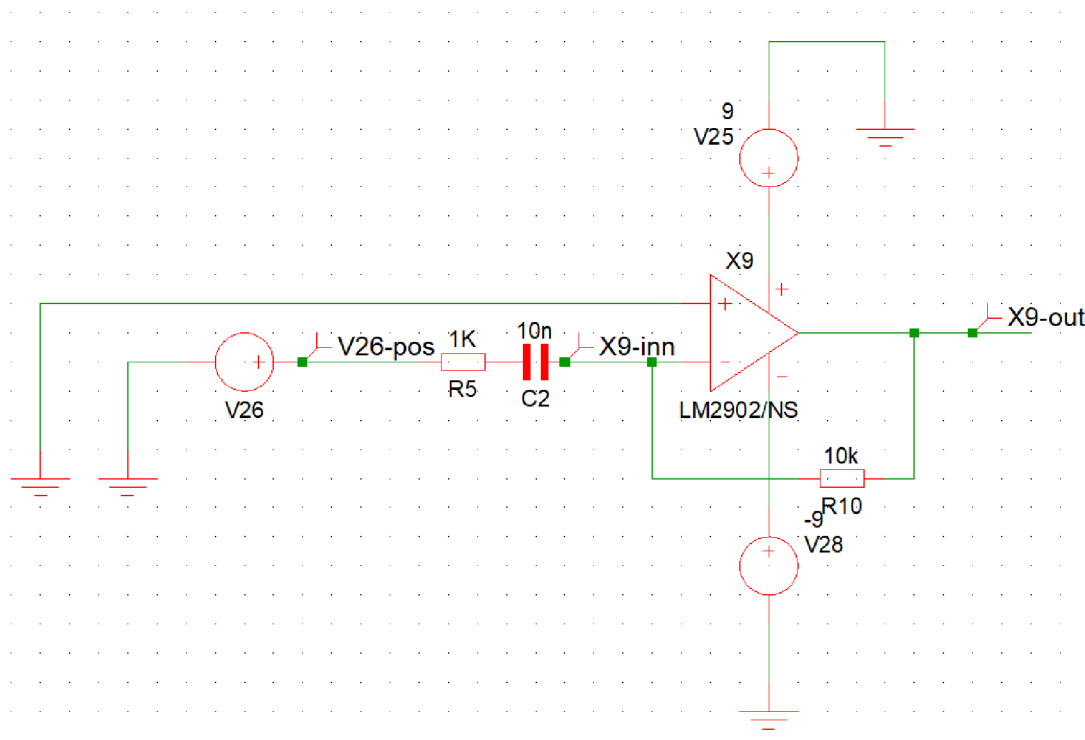 9
V25
X9
+
+
X9-out
V26-pos
1K
10n
X9-inn
+
-
-
V26
R5
C2
LM2902/NS
10k
R10
-9
+
V28
+